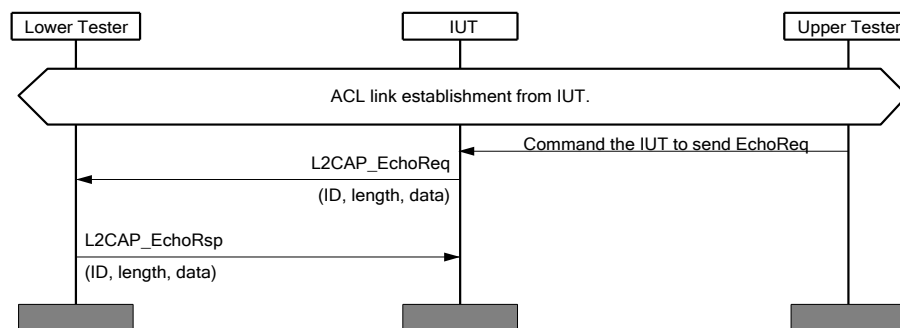 Lower Tester
IUT
Upper Tester
ACL link establishment from IUT.
Command the IUT to send EchoReq
L2CAP_EchoReq
(ID, length, data)
L2CAP_EchoRsp
(ID, length, data)